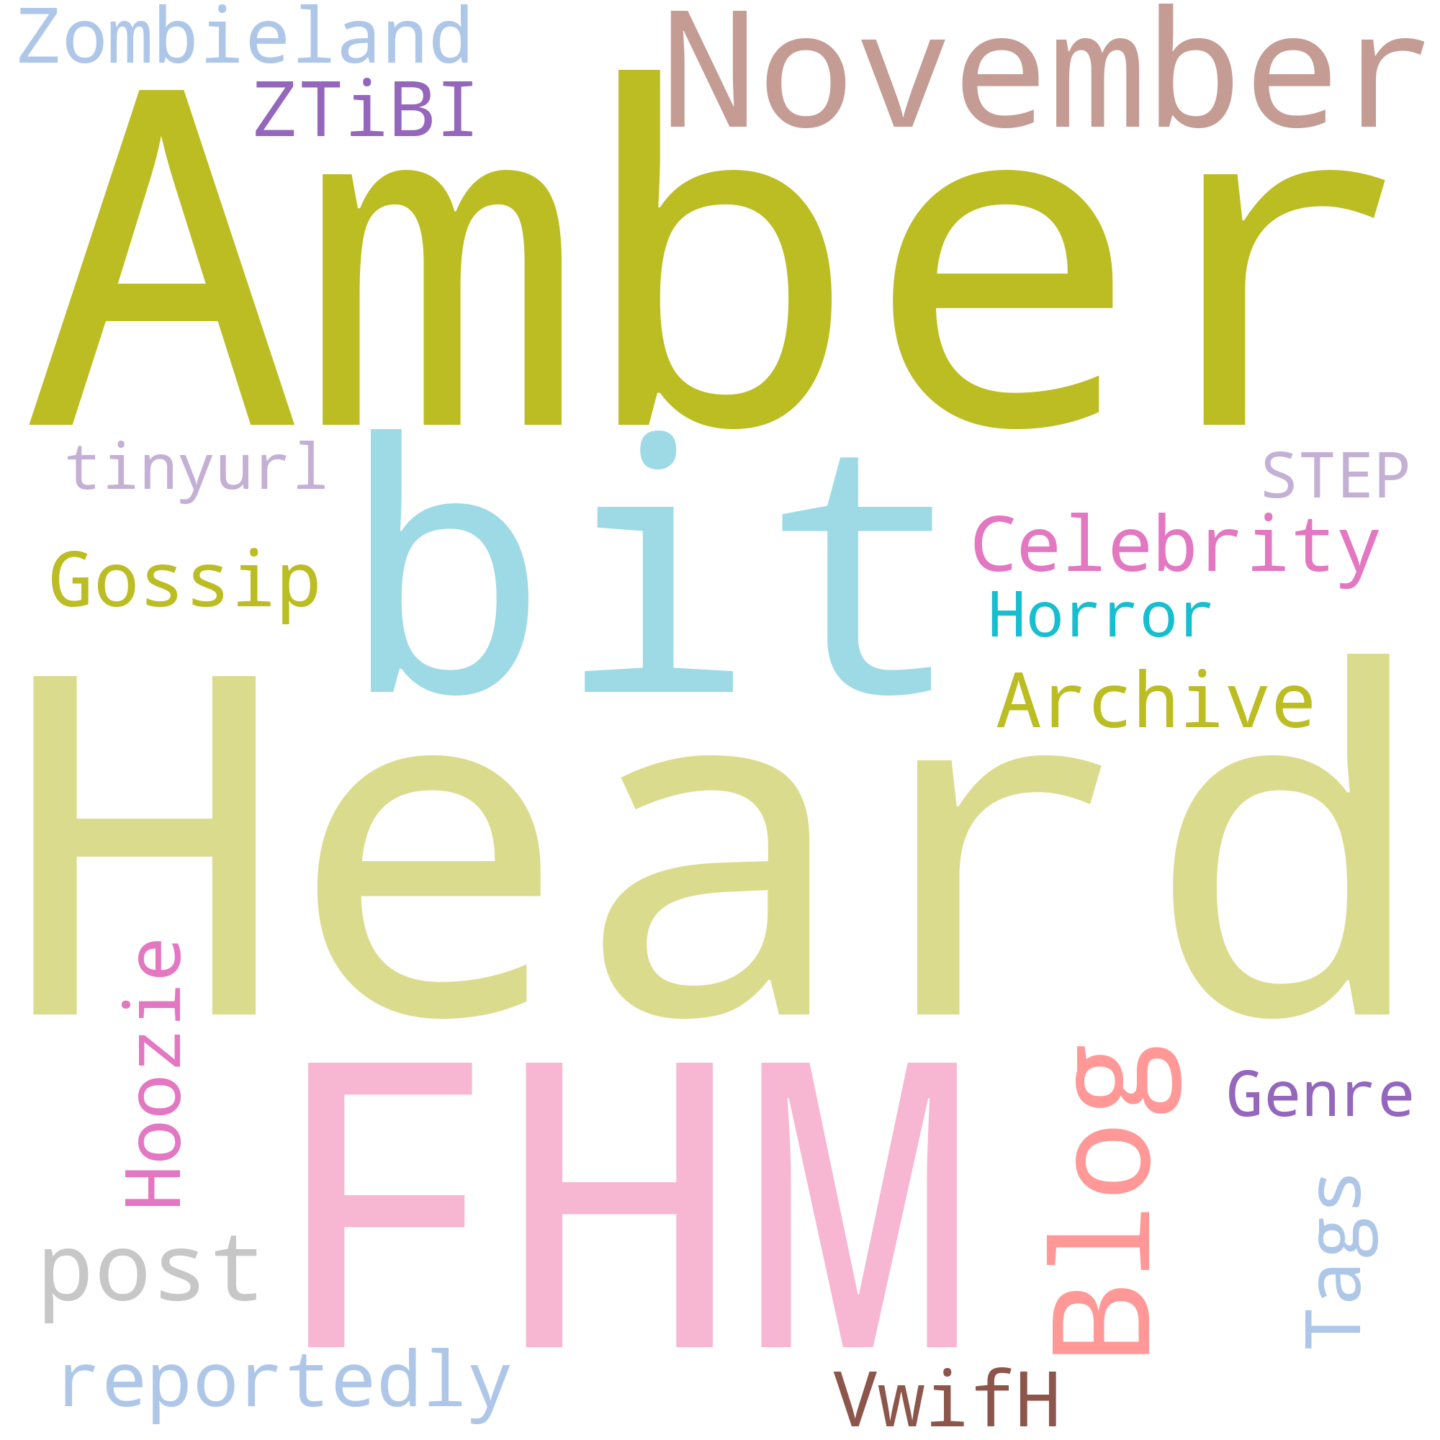 Zombieland
November
ZTiBI
Amber
tinyurl
bit
STEP
Celebrity
Gossip
Horror
Archive
Heard
Hoozie
FHM
Blog
Genre
Tags
post
reportedly
VwifH